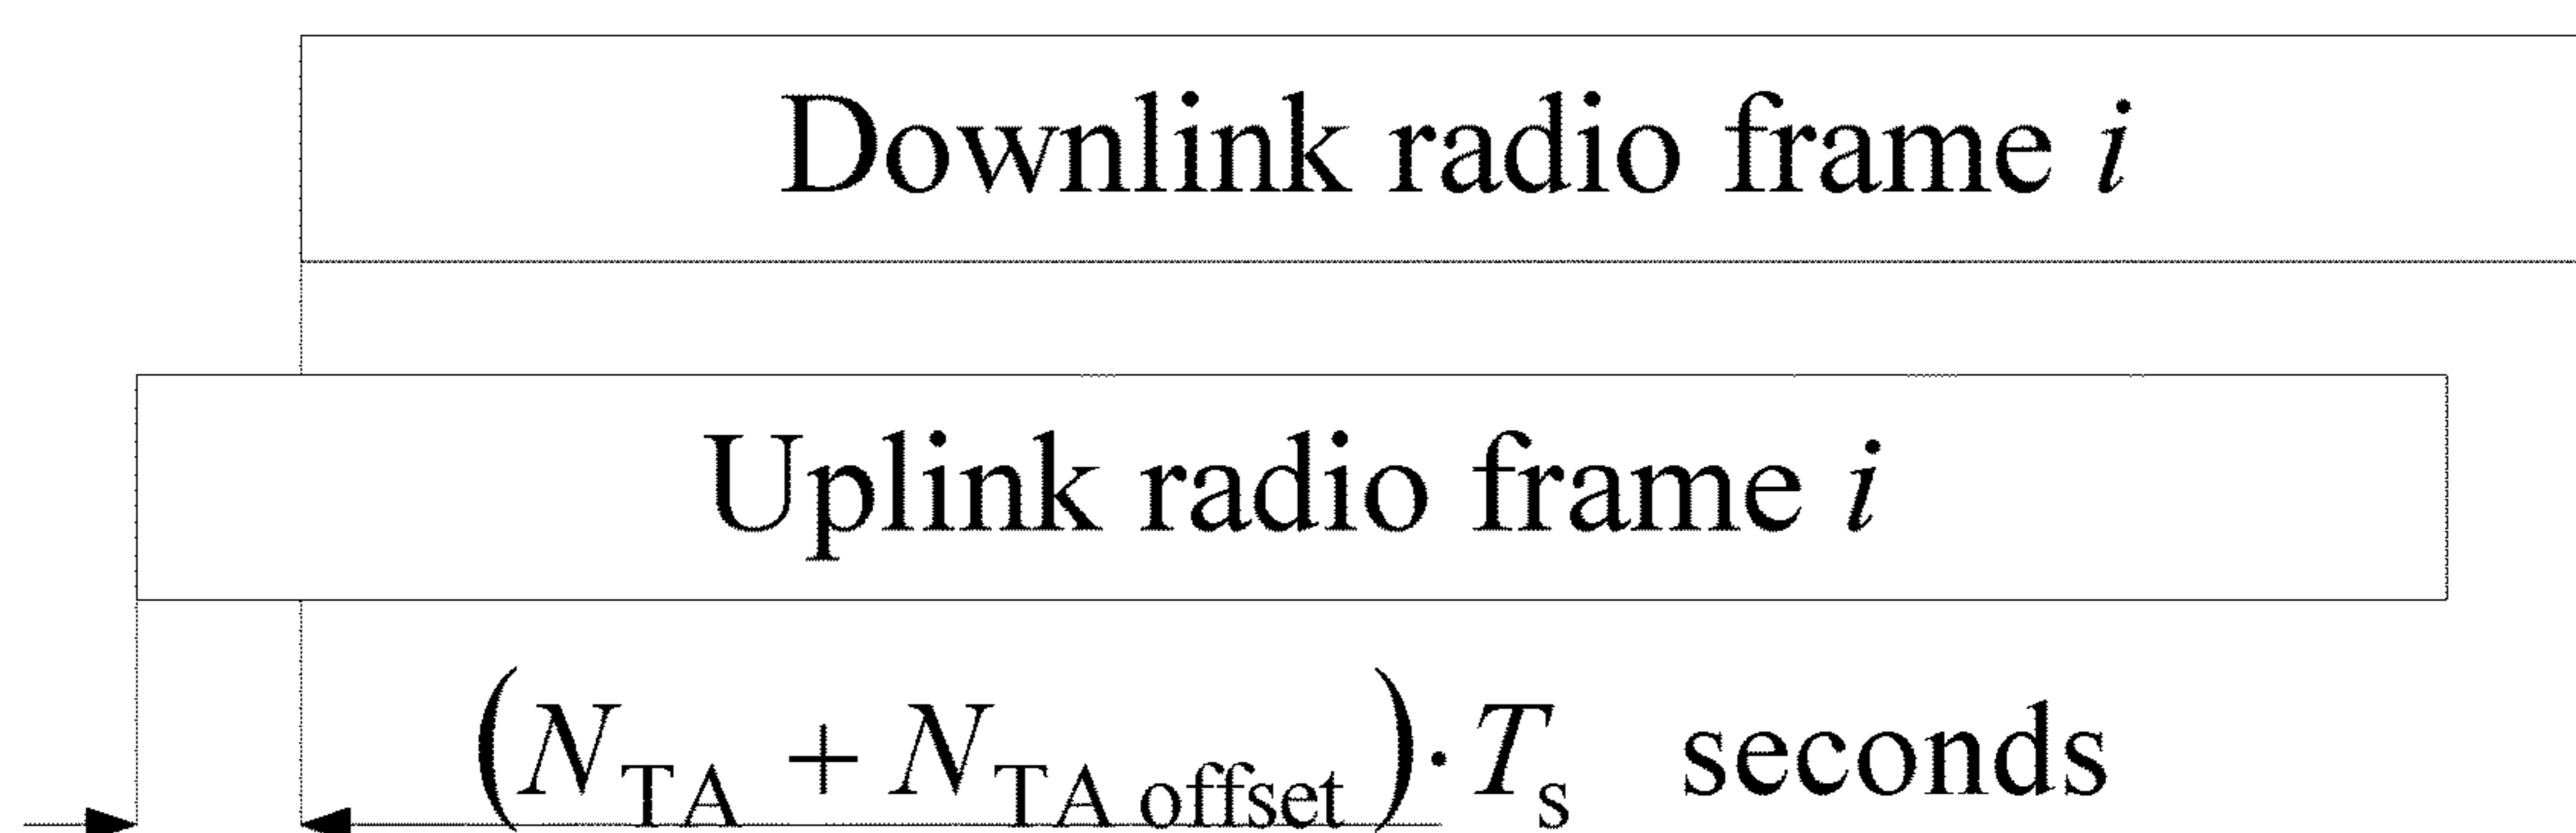 Downlink radio frame i
Uplink radio frame i
(N_TA + N_TA offset) · T_s seconds